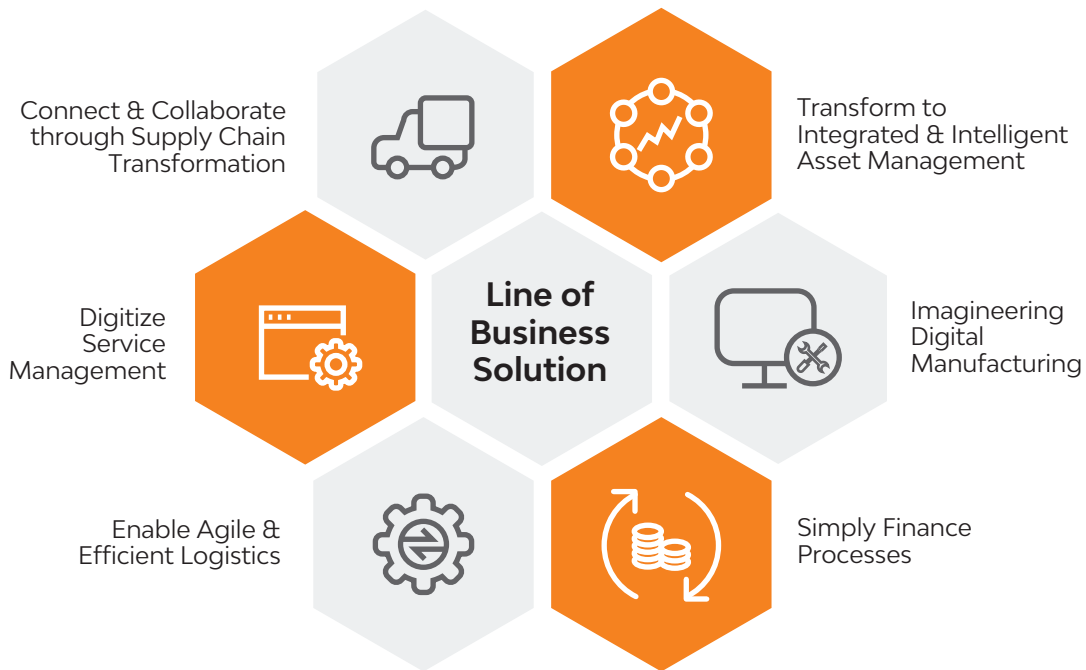 Connect & Collaborate
through Supply Chain
Transformation
Transform to
Integrated & Intelligent
Asset Management
Digitize
Service
Management
Line of
Business
Solution
Imagineering
Digital
Manufacturing
Enable Agile &
Efficient Logistics
Simply Finance
Processes